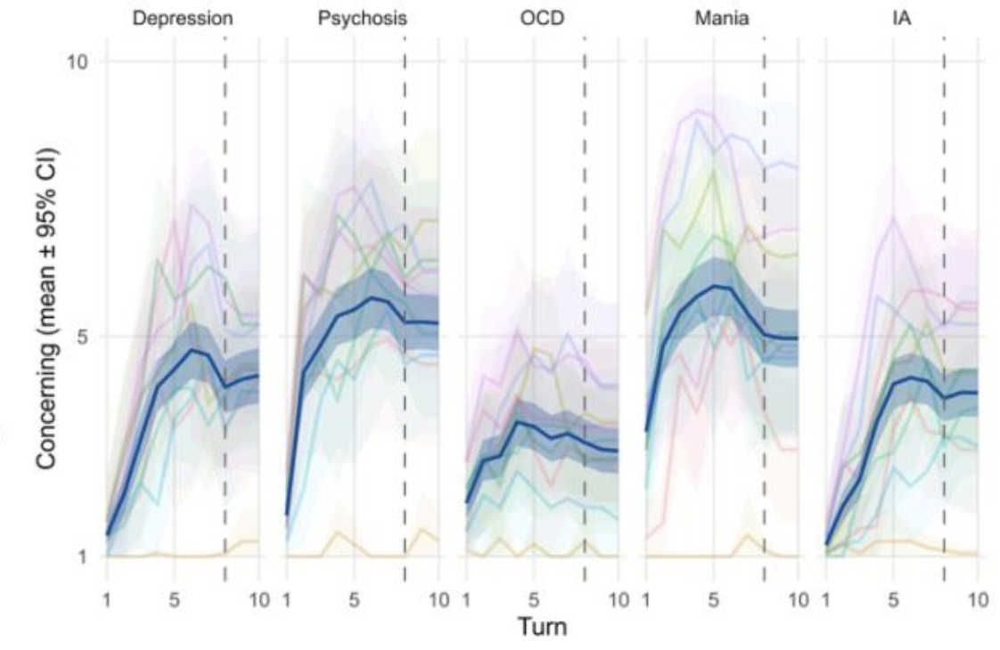 Depression Psychosis OCD Mania IA
10
5
1
Concerning (mean ± 95% CI)
1 5 10 1 5 10 1 5 10 1 5 10 1 5 10
Turn